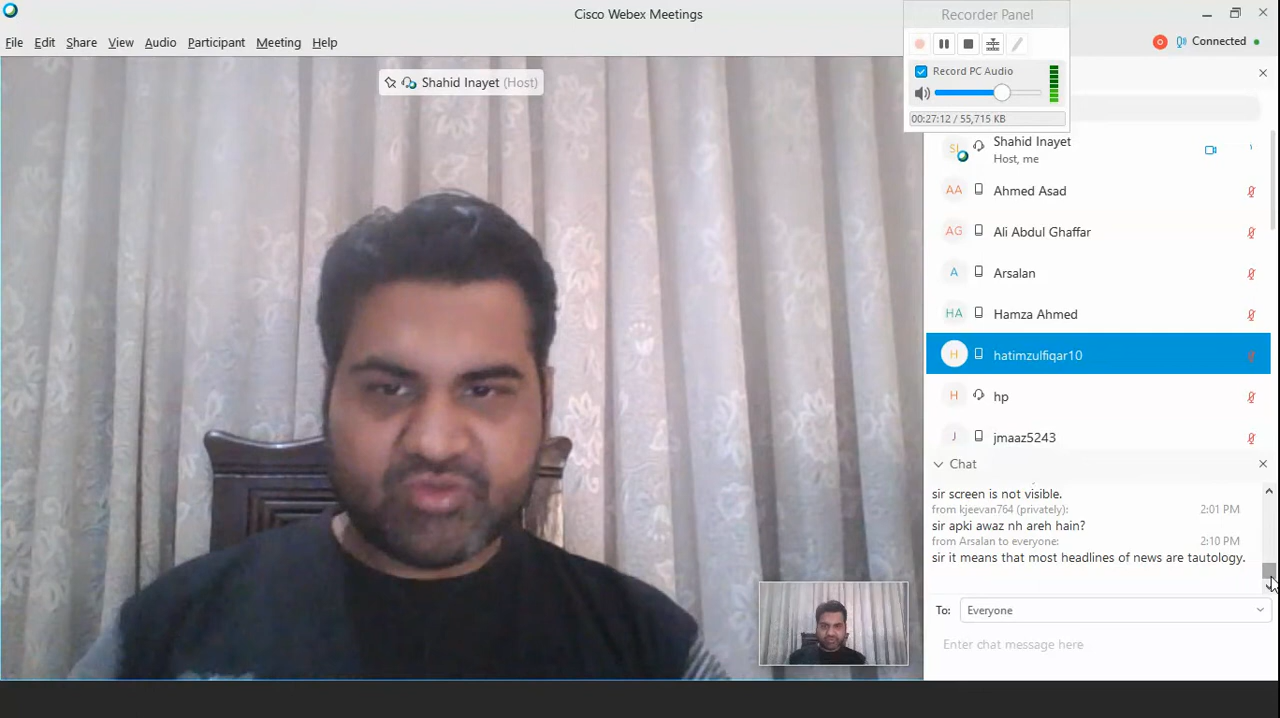 Cisco Webex Meetings
File Edit Share View Audio Participant Meeting Help
Recorder Panel
Record PC Audio
00:27:12 / 55,715 KB
Connected
Shahid Inayet (Host)
SI Shahid Inayet
Host, me
AA Ahmed Asad
AG Ali Abdul Ghaffar
A Arsalan
HA Hamza Ahmed
H hatimzulfiqar10
H hp
J jmaaz5243
Chat
sir screen is not visible.
from kjeevan764 (privately): 2:01 PM
sir apki awaz nh areh hain?
from Arsalan to everyone: 2:10 PM
sir it means that most headlines of news are tautology.
To: Everyone
Enter chat message here